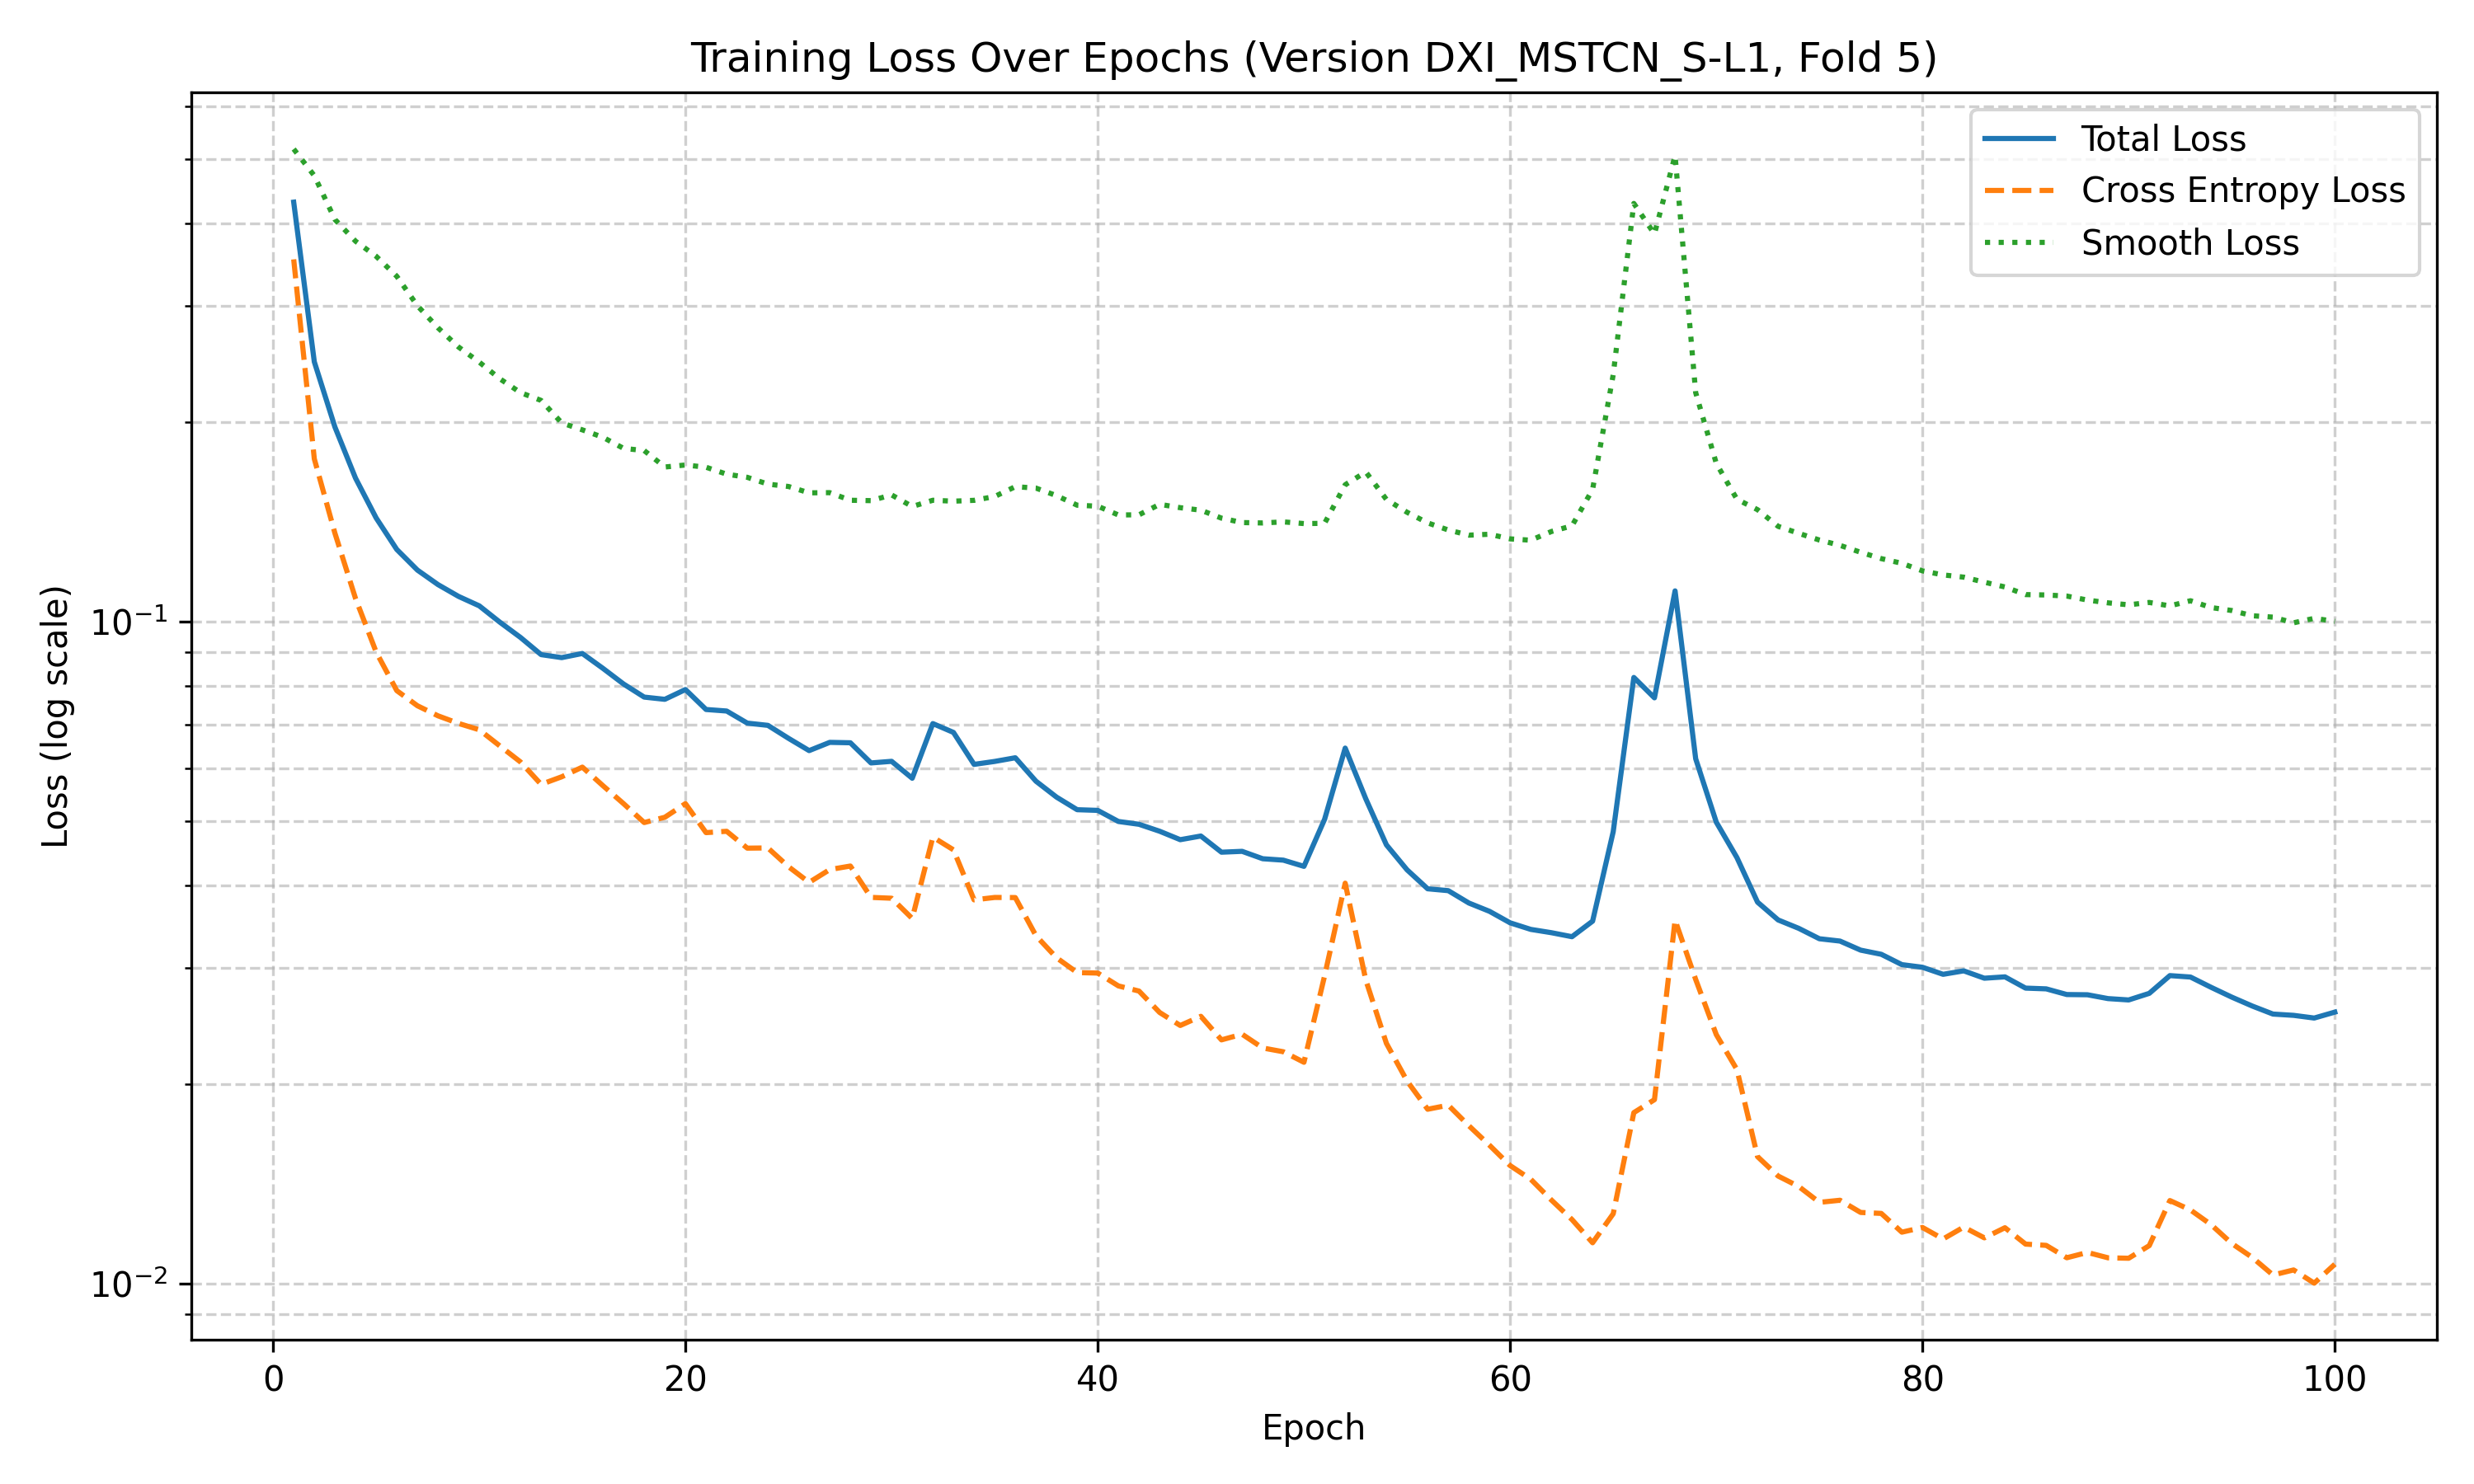 Training Loss Over Epochs (Version DXI_MSTCN_S-L1, Fold 5)
Total Loss
Cross Entropy Loss
Smooth Loss
Loss (log scale)
10⁻¹
10⁻²
0 20 40 60 80 100
Epoch